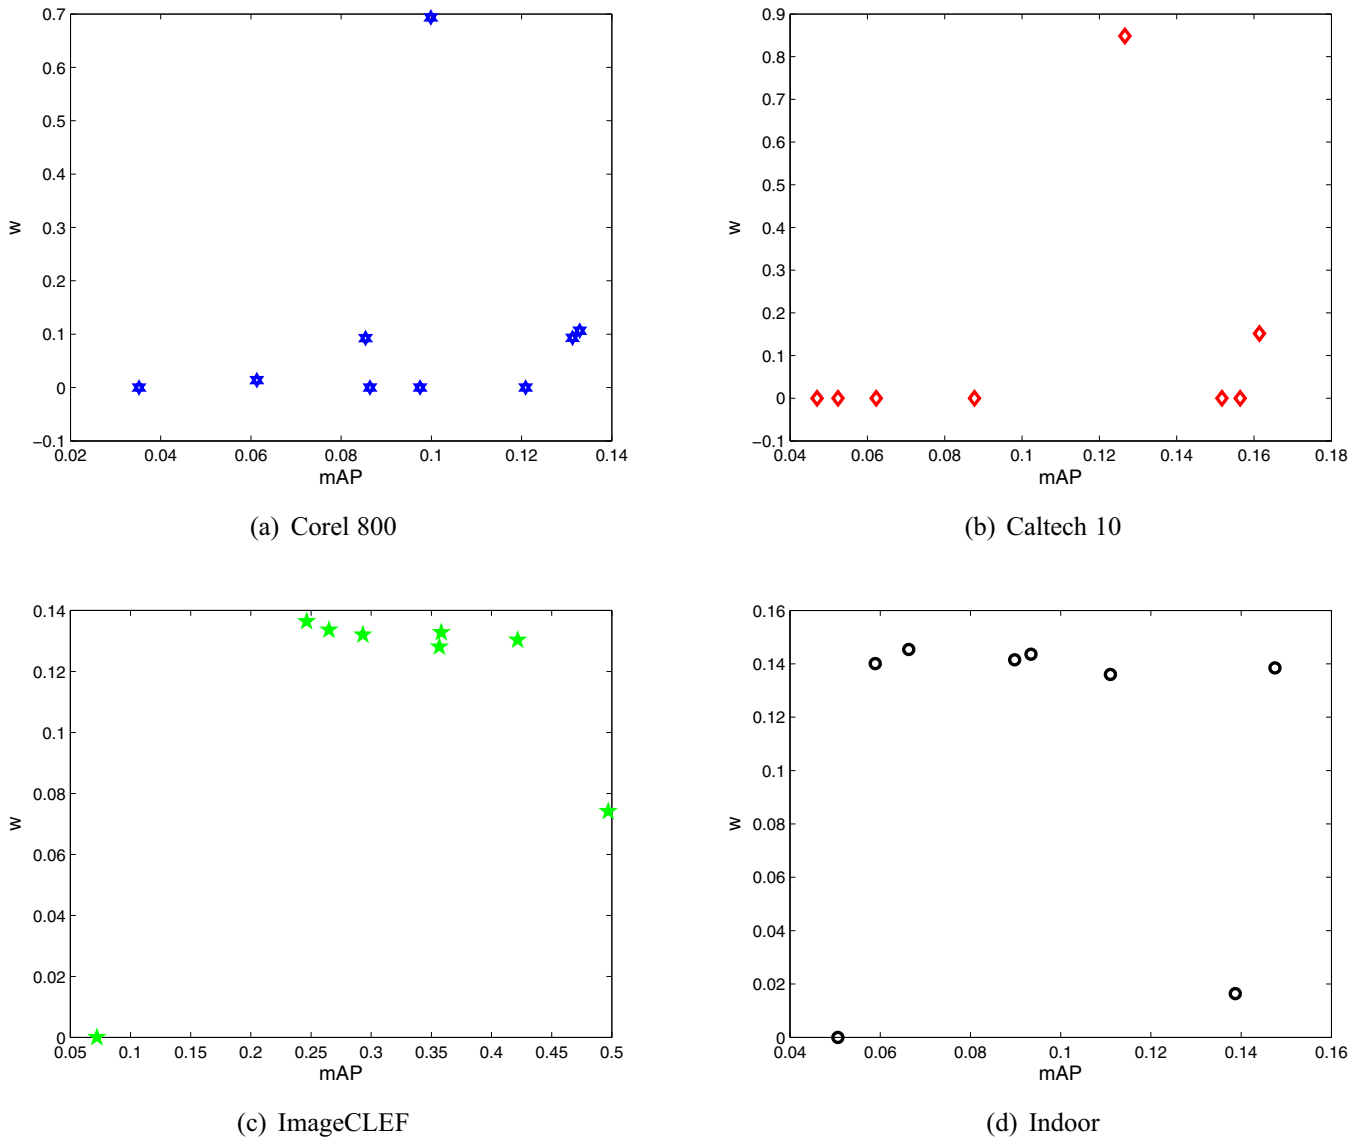 0.7
0.6
0.5
0.4
0.3
0.2
0.1
0
−0.1
w
0.02 0.04 0.06 0.08 0.1 0.12 0.14
mAP
(a) Corel 800
0.9
0.8
0.7
0.6
0.5
0.4
0.3
0.2
0.1
0
−0.1
w
0.04 0.06 0.08 0.1 0.12 0.14 0.16 0.18
mAP
(b) Caltech 10
0.14
0.12
0.1
0.08
0.06
0.04
0.02
0
w
0.05 0.1 0.15 0.2 0.25 0.3 0.35 0.4 0.45 0.5
mAP
(c) ImageCLEF
0.16
0.14
0.12
0.1
0.08
0.06
0.04
0.02
0
w
0.04 0.06 0.08 0.1 0.12 0.14 0.16
mAP
(d) Indoor